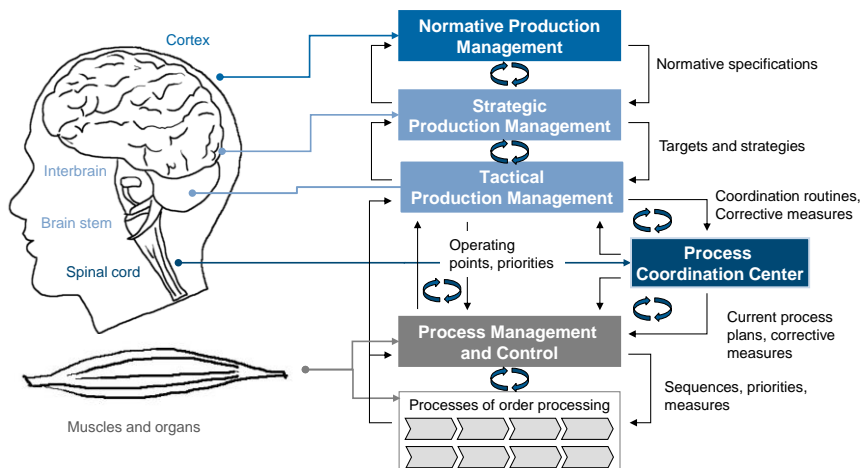 Cortex
Normative Production
Management
Normative specifications
Strategic
Production Management
Targets and strategies
Interbrain
Tactical
Production Management
Coordination routines,
Corrective measures
Brain stem
Operating
points, priorities
Process
Coordination Center
Spinal cord
Current process
plans, corrective
measures
Process Management
and Control
Sequences, priorities,
measures
Processes of order processing
Muscles and organs